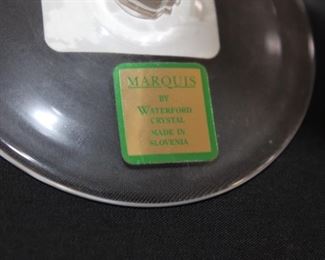 MARQUIS
BY
WATERFORD
CRYSTAL
MADE IN
SLOVENIA